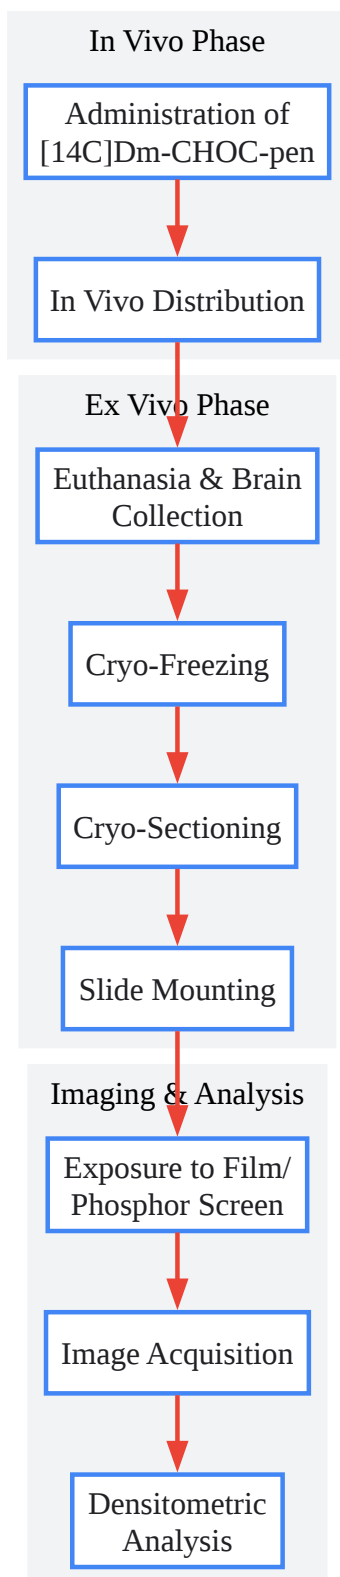 In Vivo Phase
Administration of
[14C]Dm-CHOC-pen
In Vivo Distribution
Ex Vivo Phase
Euthanasia & Brain
Collection
Cryo-Freezing
Cryo-Sectioning
Slide Mounting
Imaging & Analysis
Exposure to Film/
Phosphor Screen
Image Acquisition
Densitometric
Analysis